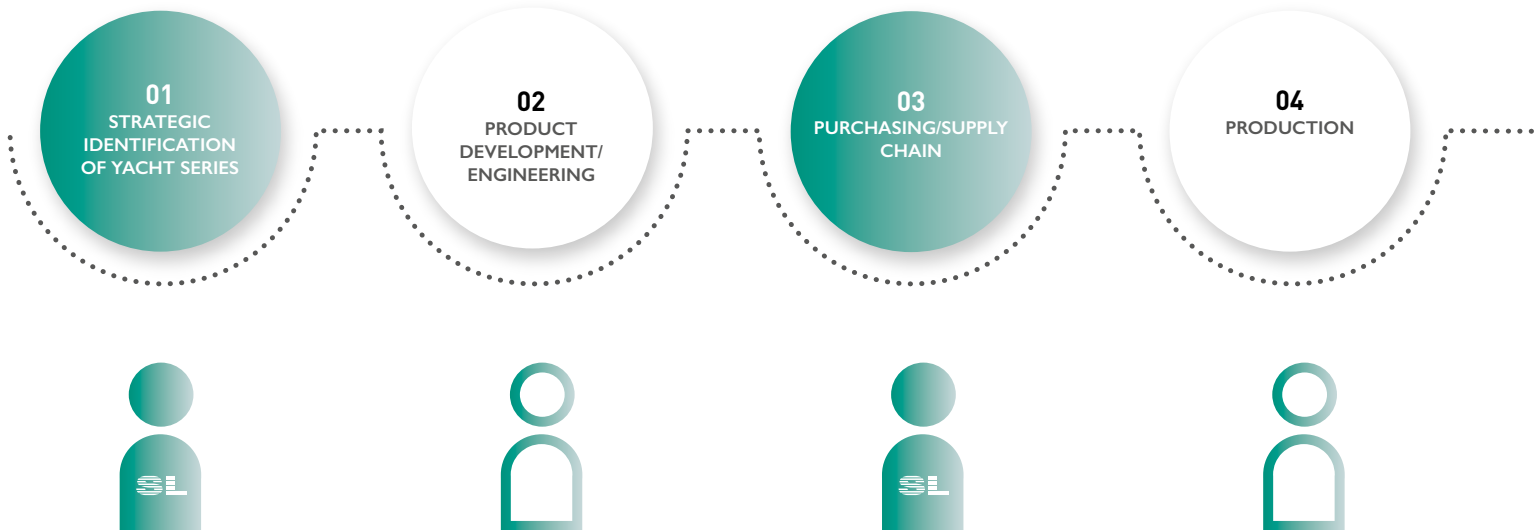 01
STRATEGIC
IDENTIFICATION
OF YACHT SERIES
02
PRODUCT
DEVELOPMENT/
ENGINEERING
03
PURCHASING/SUPPLY
CHAIN
04
PRODUCTION
SL
SL